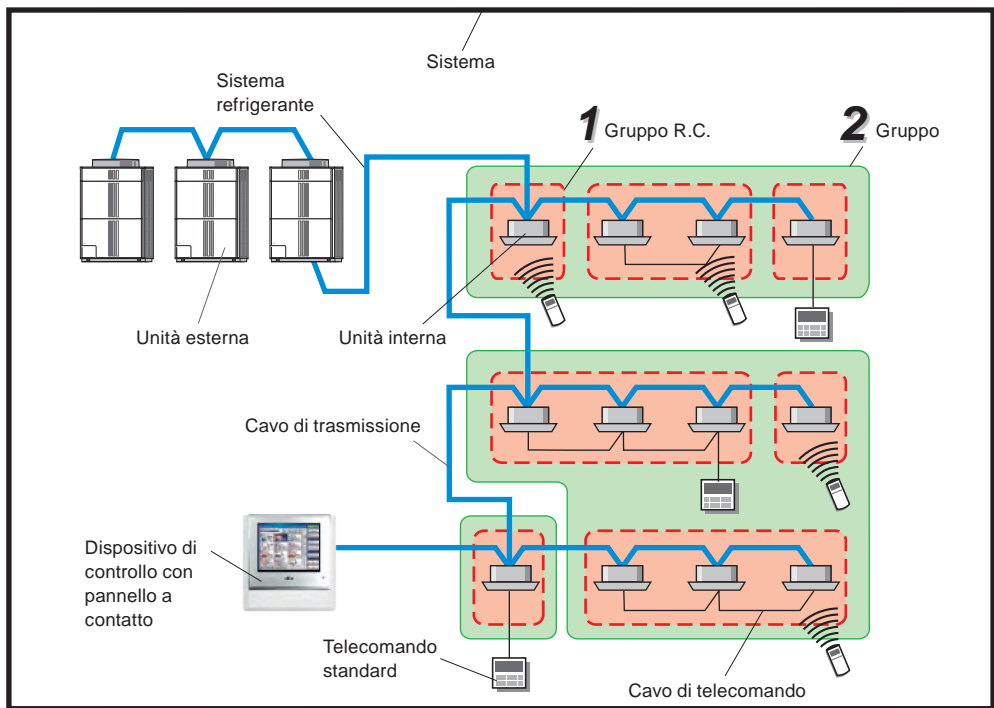 Sistema
Sistema
refrigerante
1 Gruppo R.C.
2 Gruppo
Unità esterna
Unità interna
Cavo di trasmissione
Dispositivo di
controllo con
pannello a
contatto
Telecomando
standard
Cavo di telecomando